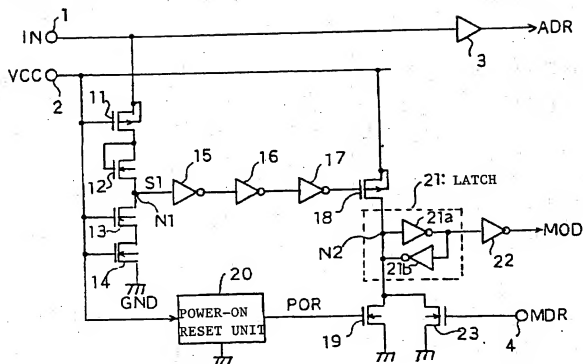 1
IN
3
ADR
VCC
2
11
12
S1
15
16
17
18
21: LATCH
21a
N1
N2
21b
22
MOD
13
14
GND
20
POWER-ON
RESET UNIT
POR
19
23
MDR
4